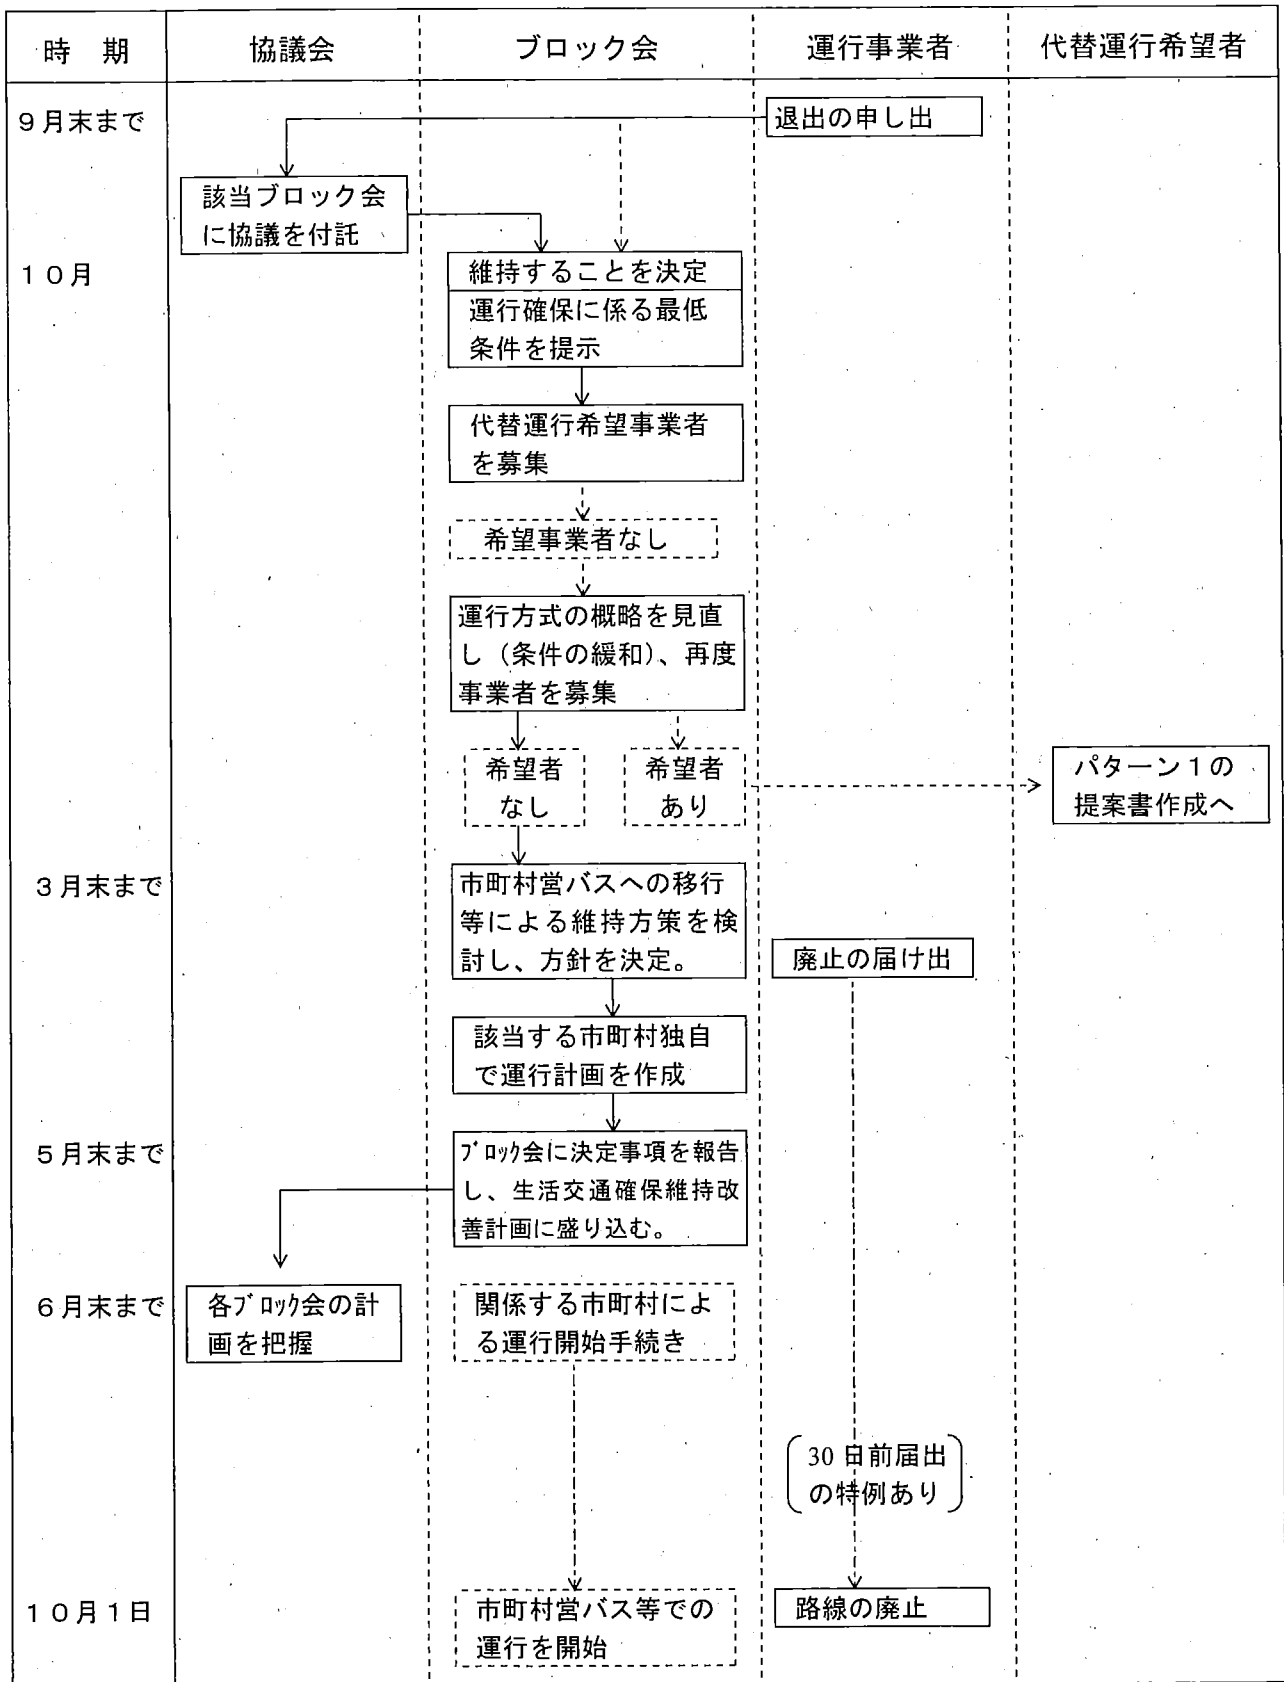 時　期
協議会
ブロック会
運行事業者
代替運行希望者
9月末まで
退出の申し出
該当ブロック会
に協議を付託
10月
維持することを決定
運行確保に係る最低
条件を提示
代替運行希望事業者
を募集
希望事業者なし
運行方式の概略を見直
し（条件の緩和）、再度
事業者を募集
希望者
なし
希望者
あり
パターン1の
提案書作成へ
3月末まで
市町村営バスへの移行
等による維持方策を検
討し、方針を決定。
廃止の届け出
該当する市町村独自
で運行計画を作成
5月末まで
ﾌﾞﾛｯｸ会に決定事項を報告
し、生活交通確保維持改
善計画に盛り込む。
6月末まで
各ﾌﾞﾛｯｸ会の計
画を把握
関係する市町村によ
る運行開始手続き
30日前届出
の特例あり
10月1日
市町村営バス等での
運行を開始
路線の廃止